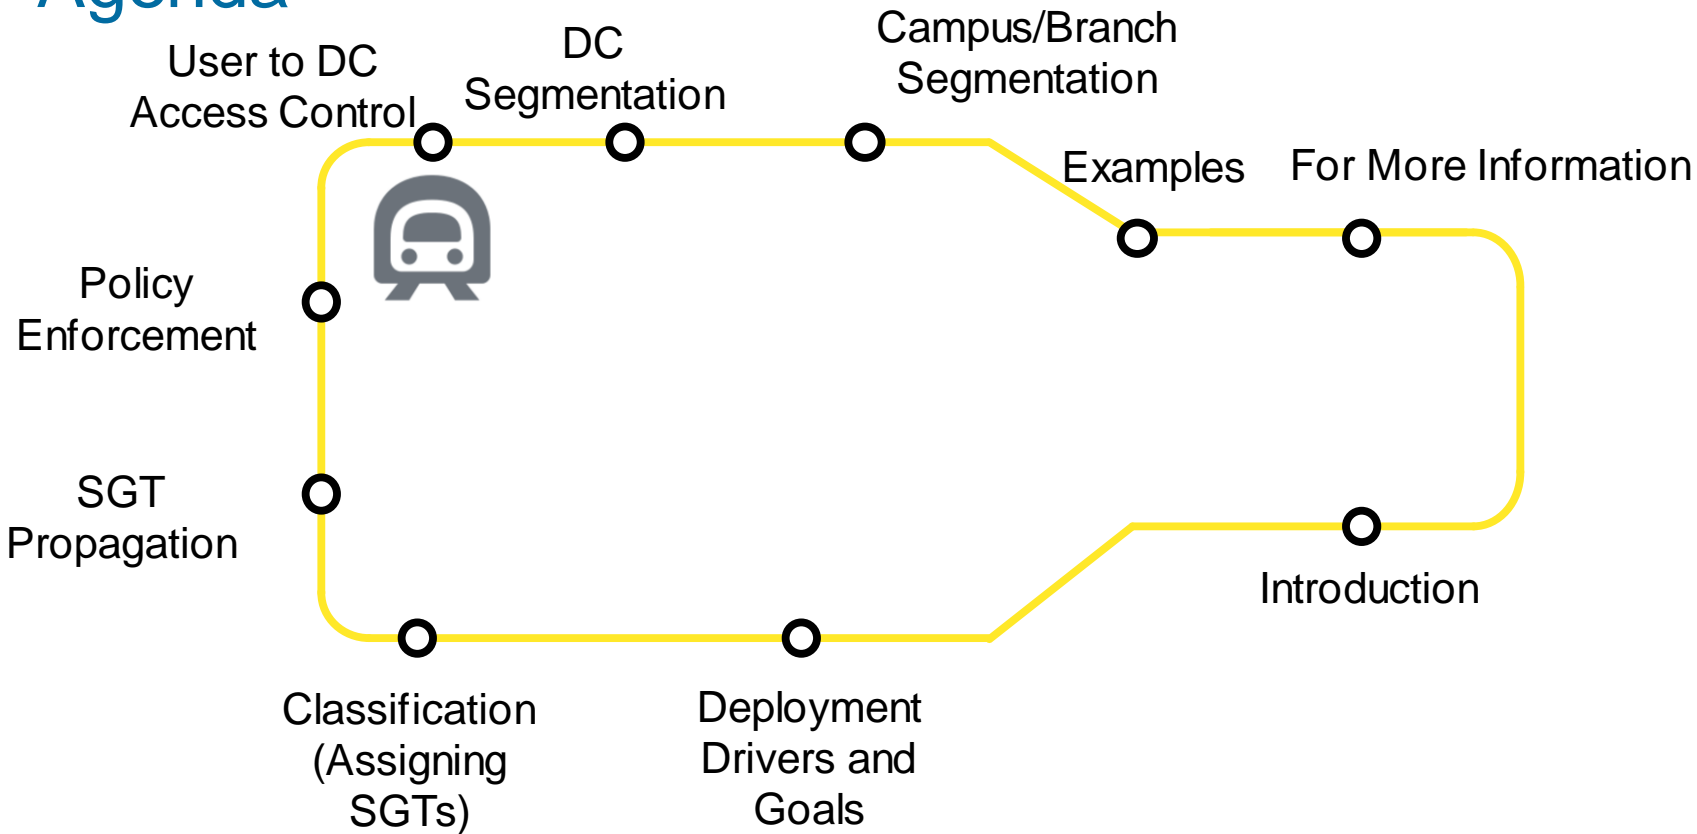 Agenda
User to DC
Access Control
DC
Segmentation
Campus/Branch
Segmentation
Examples
For More Information
Policy
Enforcement
SGT
Propagation
Introduction
Classification
(Assigning
SGTs)
Deployment
Drivers and
Goals